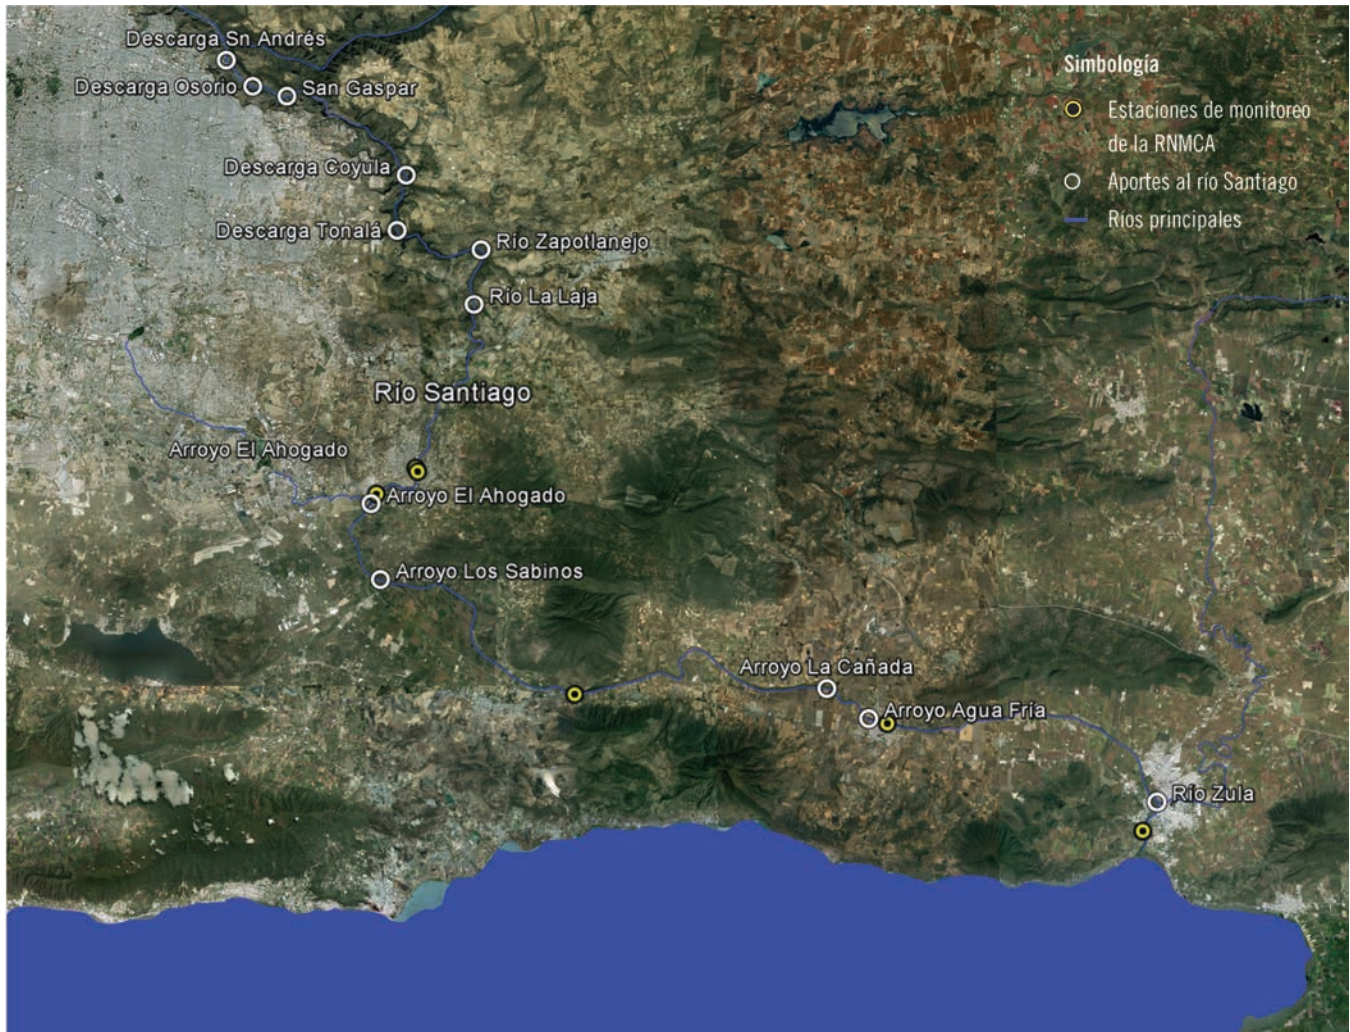 Descarga Sn Andrés
Descarga Osorio
San Gaspar
Simbología
Estaciones de monitoreo
de la RNMCA
Aportes al río Santiago
Ríos principales
Descarga Coyula
Descarga Tonalá
Río Zapotlanejo
Río La Laja
Río Santiago
Arroyo El Ahogado
Arroyo El Ahogado
Arroyo Los Sabinos
Arroyo La Cañada
Arroyo Agua Fría
Río Zula